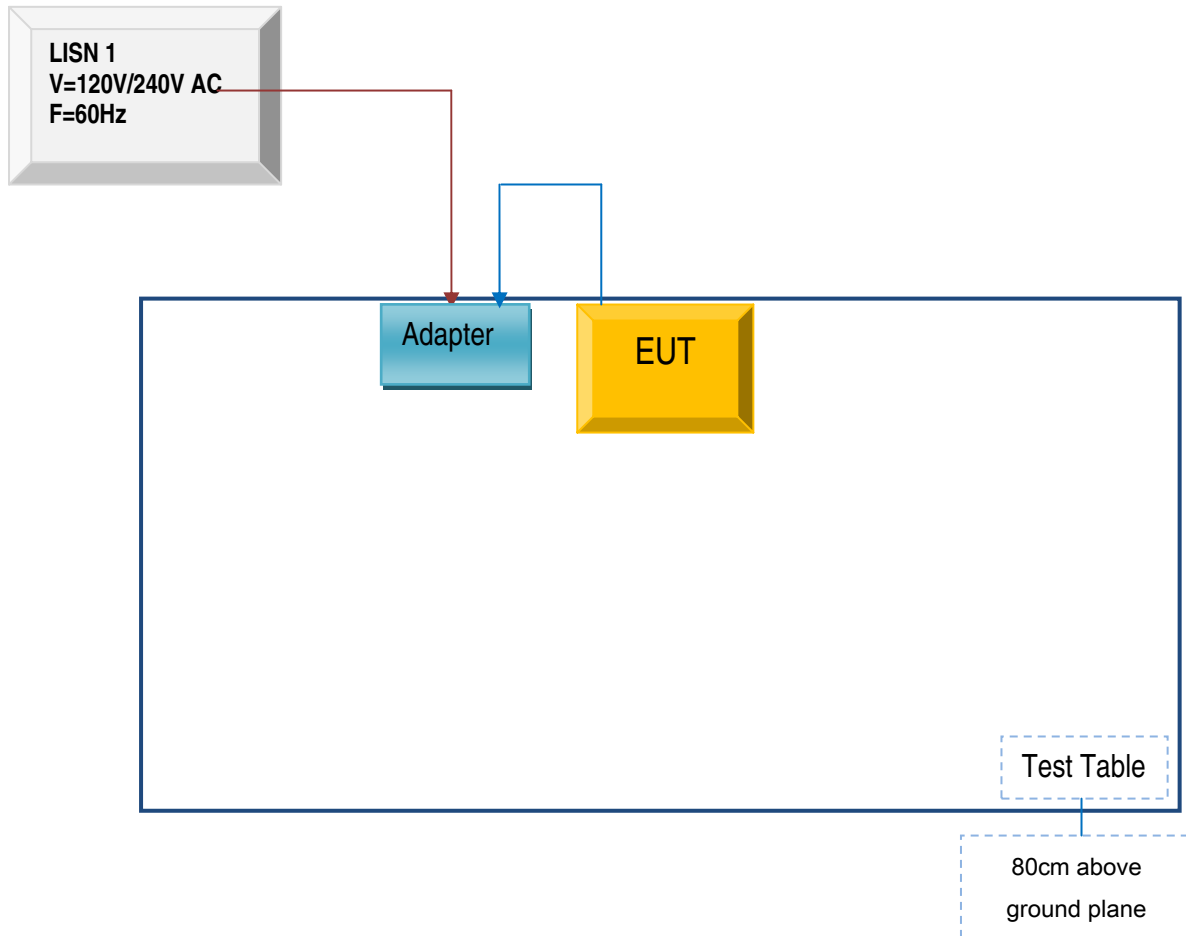 LISN 1
V=120V/240V AC
F=60Hz
Adapter
EUT
Test Table
80cm above
ground plane